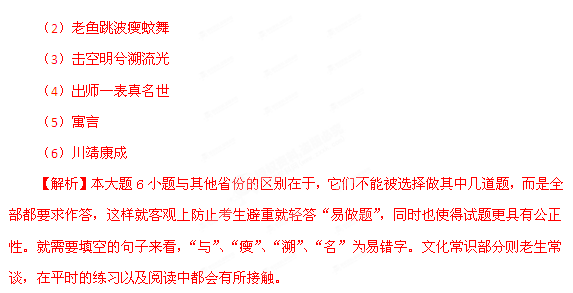 （2）老鱼跳波瘦蛟舞
（3）击空明兮溯流光
（4）出师一表真名世
（5）寓言
（6）川端康成
【解析】本大题 6 小题与其他省份的区别在于，它们不能被选择做其中几道题，而是全
部都要求作答，这样就客观上防止考生避重就轻答“易做题”，同时也使得试题更具有公正
性。就需要填空的句子来看，“与”、“瘦”、“溯”、“名”为易错字。文化常识部分则老生常
谈，在平时的练习以及阅读中都会有所接触。